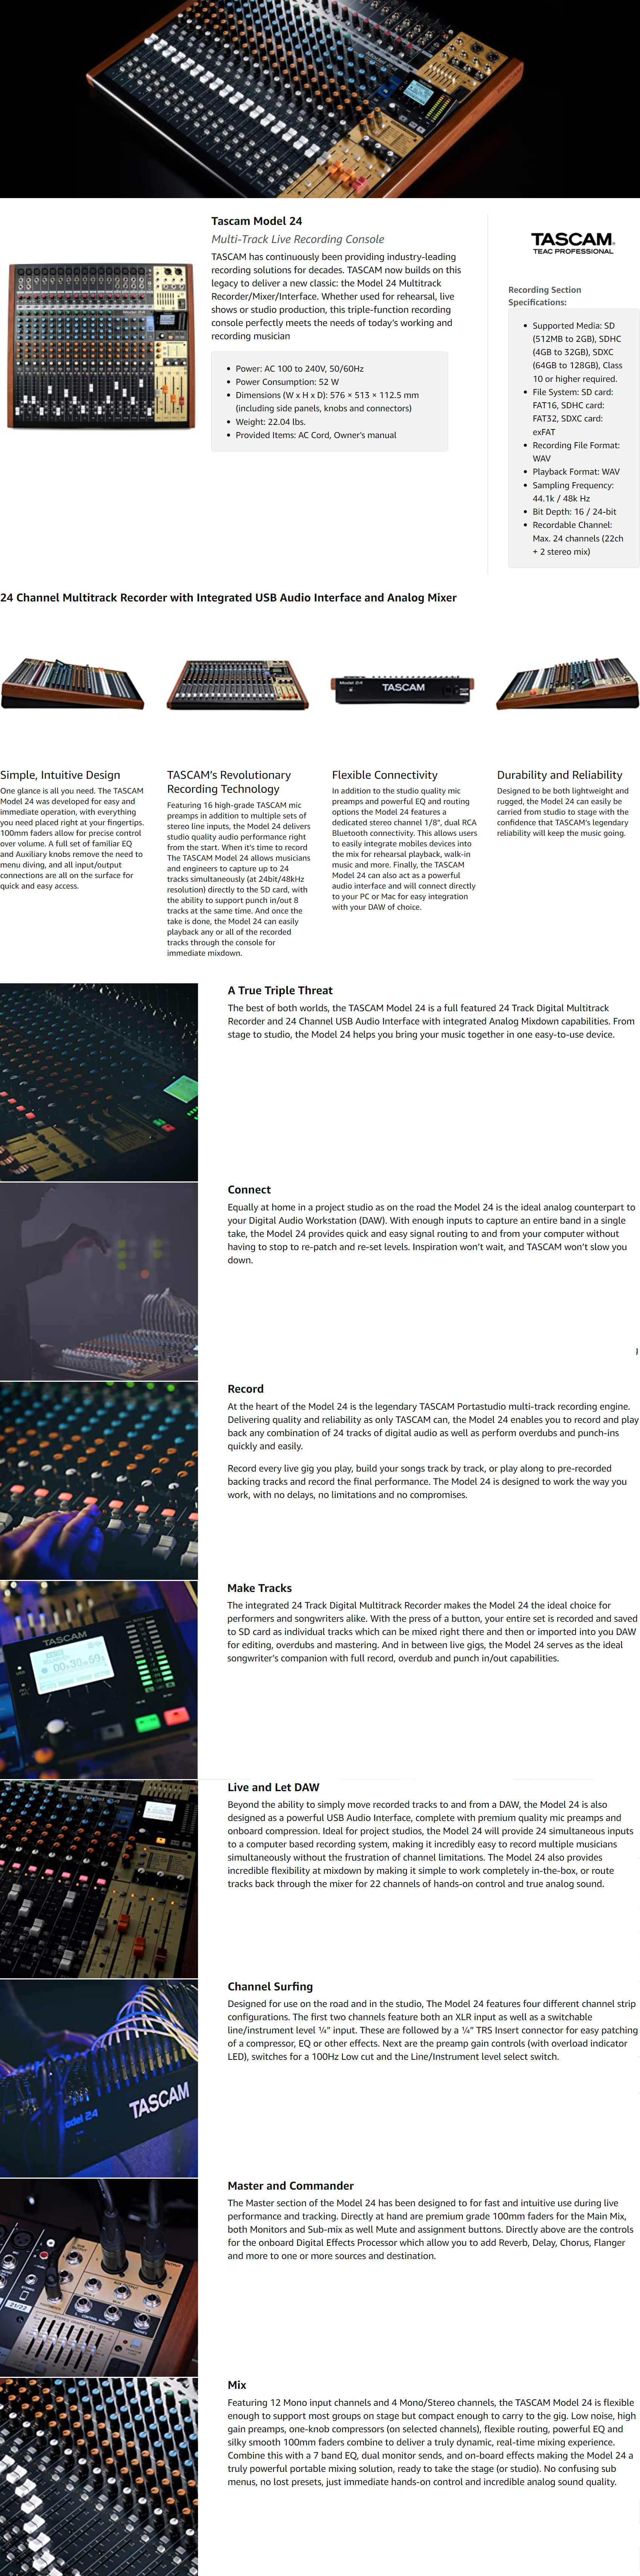 Tascam Model 24
Multi-Track Live Recording Console
TASCAM has continuously been providing industry-leading
recording solutions for decades. TASCAM now builds on this
legacy to deliver a new classic: the Model 24 Multitrack
Recorder/Mixer/Interface. Whether used for rehearsal, live
shows or studio production, this triple-function recording
console perfectly meets the needs of today's working and
recording musician
• Power: AC 100 to 240V, 50/60Hz
• Power Consumption: 52 W
• Dimensions (W x H x D): 576 × 513 × 112.5 mm
(including side panels, knobs and connectors)
• Weight: 22.04 lbs.
• Provided Items: AC Cord, Owner's manual
TASCAM®
TEAC PROFESSIONAL
Recording Section
Specifications:
• Supported Media: SD
(512MB to 2GB), SDHC
(4GB to 32GB), SDXC
(64GB to 128GB), Class
10 or higher required.
• File System: SD card:
FAT16, SDHC card:
FAT32, SDXC card:
exFAT
• Recording File Format:
WAV
• Playback Format: WAV
• Sampling Frequency:
44.1k / 48k Hz
• Bit Depth: 16 / 24-bit
• Recordable Channel:
Max. 24 channels (22ch
+ 2 stereo mix)
24 Channel Multitrack Recorder with Integrated USB Audio Interface and Analog Mixer
Model 24
TASCAM
Simple, Intuitive Design
One glance is all you need. The TASCAM
Model 24 was developed for easy and
immediate operation, with everything
you need placed right at your fingertips.
100mm faders allow for precise control
over volume. A full set of familiar EQ
and Auxiliary knobs remove the need to
menu diving, and all input/output
connections are all on the surface for
quick and easy access.
TASCAM's Revolutionary
Recording Technology
Featuring 16 high-grade TASCAM mic
preamps in addition to multiple sets of
stereo line inputs, the Model 24 delivers
studio quality audio performance right
from the start. When it's time to record
The TASCAM Model 24 allows musicians
and engineers to capture up to 24
tracks simultaneously (at 24bit/48kHz
resolution) directly to the SD card, with
the ability to support punch in/out 8
tracks at the same time. And once the
take is done, the Model 24 can easily
playback any or all of the recorded
tracks through the console for
immediate mixdown.
Flexible Connectivity
In addition to the studio quality mic
preamps and powerful EQ and routing
options the Model 24 features a
dedicated stereo channel 1/8", dual RCA
Bluetooth connectivity. This allows users
to easily integrate mobiles devices into
the mix for rehearsal playback, walk-in
music and more. Finally, the TASCAM
Model 24 can also act as a powerful
audio interface and will connect directly
to your PC or Mac for easy integration
with your DAW of choice.
Durability and Reliability
Designed to be both lightweight and
rugged, the Model 24 can easily be
carried from studio to stage with the
confidence that TASCAM's legendary
reliability will keep the music going.
A True Triple Threat
The best of both worlds, the TASCAM Model 24 is a full featured 24 Track Digital Multitrack
Recorder and 24 Channel USB Audio Interface with integrated Analog Mixdown capabilities. From
stage to studio, the Model 24 helps you bring your music together in one easy-to-use device.
Connect
Equally at home in a project studio as on the road the Model 24 is the ideal analog counterpart to
your Digital Audio Workstation (DAW). With enough inputs to capture an entire band in a single
take, the Model 24 provides quick and easy signal routing to and from your computer without
having to stop to re-patch and re-set levels. Inspiration won't wait, and TASCAM won't slow you
down.
Record
At the heart of the Model 24 is the legendary TASCAM Portastudio multi-track recording engine.
Delivering quality and reliability as only TASCAM can, the Model 24 enables you to record and play
back any combination of 24 tracks of digital audio as well as perform overdubs and punch-ins
quickly and easily.
Record every live gig you play, build your songs track by track, or play along to pre-recorded
backing tracks and record the final performance. The Model 24 is designed to work the way you
work, with no delays, no limitations and no compromises.
TASCAM
Make Tracks
The integrated 24 Track Digital Multitrack Recorder makes the Model 24 the ideal choice for
performers and songwriters alike. With the press of a button, your entire set is recorded and saved
to SD card as individual tracks which can be mixed right there and then or imported into you DAW
for editing, overdubs and mastering. And in between live gigs, the Model 24 serves as the ideal
songwriter's companion with full record, overdub and punch in/out capabilities.
Live and Let DAW
Beyond the ability to simply move recorded tracks to and from a DAW, the Model 24 is also
designed as a powerful USB Audio Interface, complete with premium quality mic preamps and
onboard compression. Ideal for project studios, the Model 24 will provide 24 simultaneous inputs
to a computer based recording system, making it incredibly easy to record multiple musicians
simultaneously without the frustration of channel limitations. The Model 24 also provides
incredible flexibility at mixdown by making it simple to work completely in-the-box, or route
tracks back through the mixer for 22 channels of hands-on control and true analog sound.
odel 24
TASCAM
Channel Surfing
Designed for use on the road and in the studio, The Model 24 features four different channel strip
configurations. The first two channels feature both an XLR input as well as a switchable
line/instrument level ¼" input. These are followed by a ¼" TRS Insert connector for easy patching
of a compressor, EQ or other effects. Next are the preamp gain controls (with overload indicator
LED), switches for a 100Hz Low cut and the Line/Instrument level select switch.
Master and Commander
The Master section of the Model 24 has been designed to for fast and intuitive use during live
performance and tracking. Directly at hand are premium grade 100mm faders for the Main Mix,
both Monitors and Sub-mix as well Mute and assignment buttons. Directly above are the controls
for the onboard Digital Effects Processor which allow you to add Reverb, Delay, Chorus, Flanger
and more to one or more sources and destination.
Mix
Featuring 12 Mono input channels and 4 Mono/Stereo channels, the TASCAM Model 24 is flexible
enough to support most groups on stage but compact enough to carry to the gig. Low noise, high
gain preamps, one-knob compressors (on selected channels), flexible routing, powerful EQ and
silky smooth 100mm faders combine to deliver a truly dynamic, real-time mixing experience.
Combine this with a 7 band EQ, dual monitor sends, and on-board effects making the Model 24 a
truly powerful portable mixing solution, ready to take the stage (or studio). No confusing sub
menus, no lost presets, just immediate hands-on control and incredible analog sound quality.